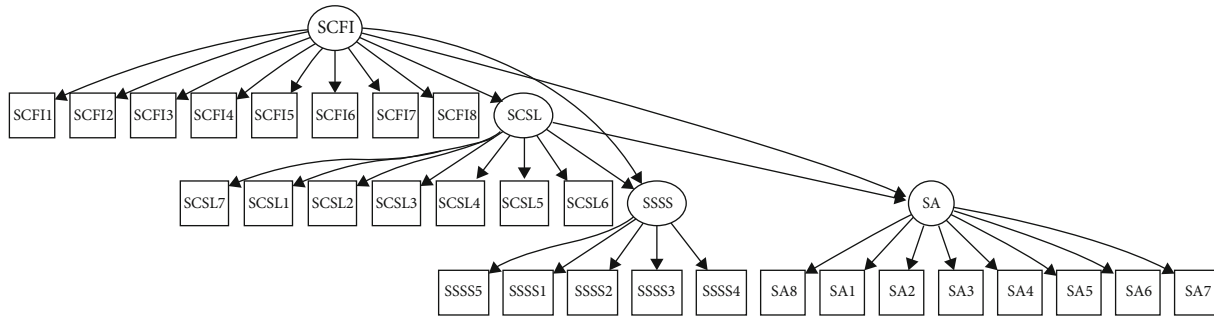 SCFI
SCFI1 SCFI2 SCFI3 SCFI4 SCFI5 SCFI6 SCFI7 SCFI8 SCSL
SCSL7 SCSL1 SCSL2 SCSL3 SCSL4 SCSL5 SCSL6 SSSS SA
SSSS5 SSSS1 SSSS2 SSSS3 SSSS4 SA8 SA1 SA2 SA3 SA4 SA5 SA6 SA7